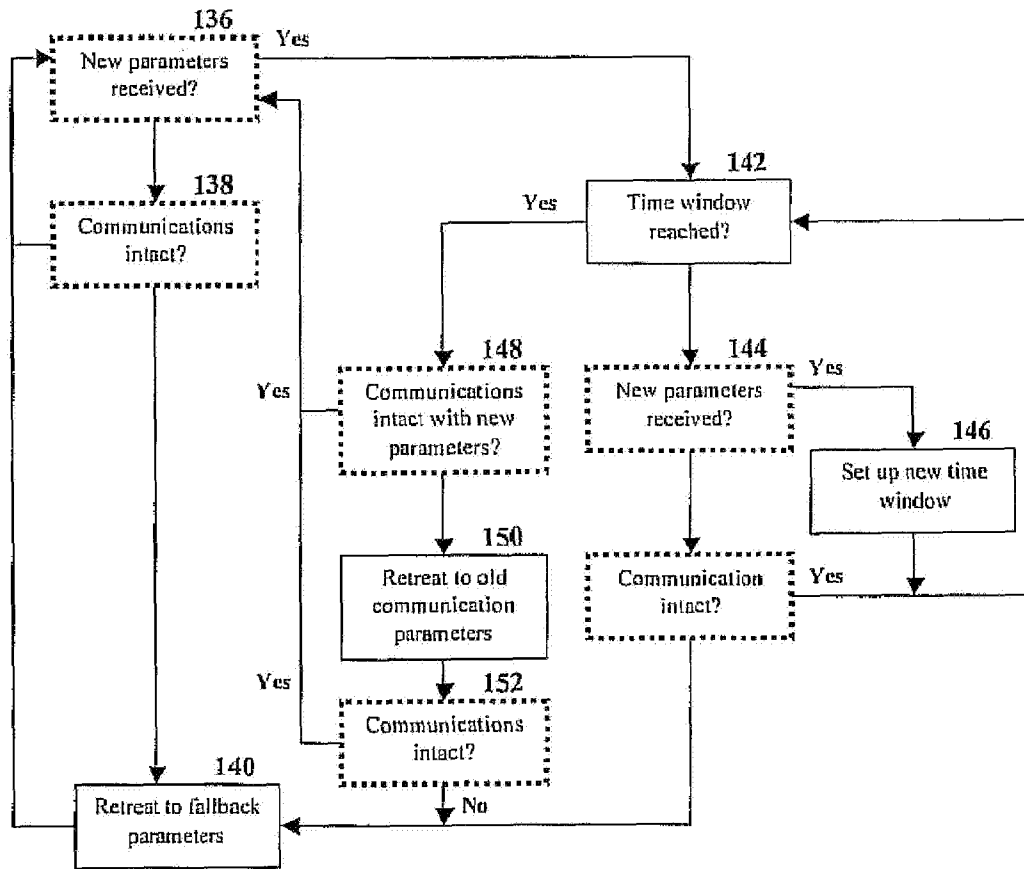 136
Yes
New parameters
received?
142
138
Yes
Time window
reached?
Communications
intact?
148
144
Yes
Yes
Communications
intact with new
parameters?
New parameters
received?
146
Set up new time
window
150
Retreat to old
communication
parameters
Communication
intact?
Yes
Yes
152
Communications
intact?
140
No
Retreat to fallback
parameters